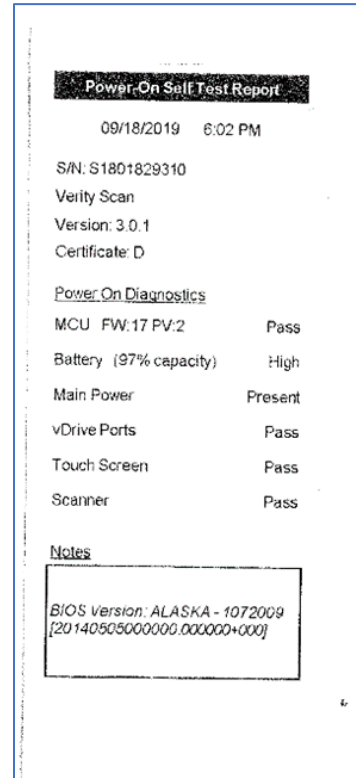 Power-On Self Test Report
09/18/2019 6:02 PM
S/N: S1801829310
Verity Scan
Version: 3.0.1
Certificate: D
Power On Diagnostics
MCU FW:17 PV:2 Pass
Battery (97% capacity) High
Main Power Present
vDrive Ports Pass
Touch Screen Pass
Scanner Pass
Notes
BIOS Version: ALASKA - 1072009
[20140505000000.000000+000]